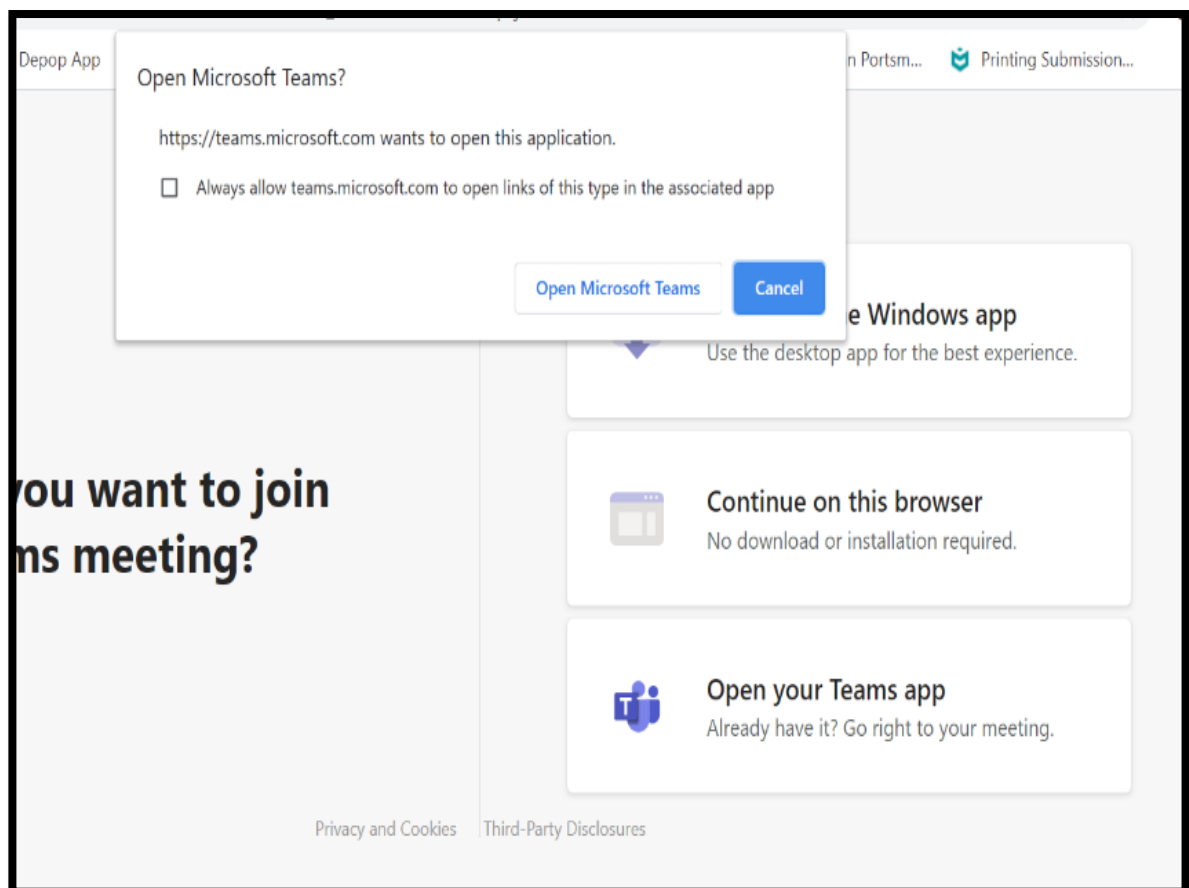 Depop App
n Portsm...
Printing Submission...
Open Microsoft Teams?
https://teams.microsoft.com wants to open this application.
Always allow teams.microsoft.com to open links of this type in the associated app
Open Microsoft Teams
Cancel
e Windows app
Use the desktop app for the best experience.
you want to join
ms meeting?
Continue on this browser
No download or installation required.
T
Open your Teams app
Already have it? Go right to your meeting.
Privacy and Cookies
Third-Party Disclosures